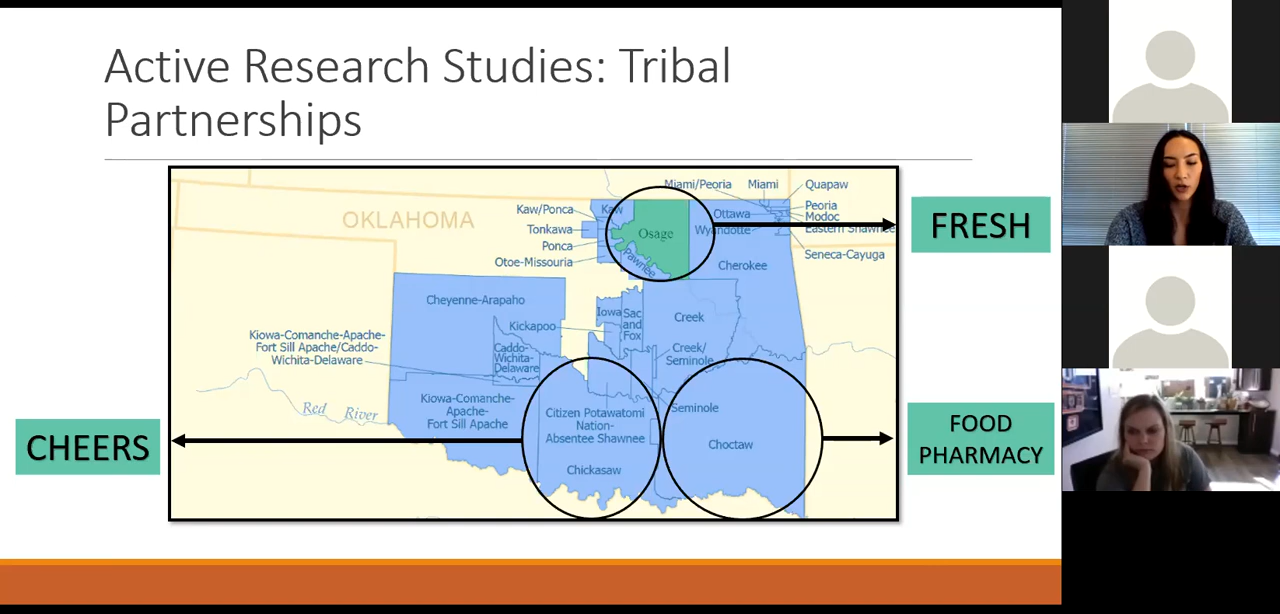 Active Research Studies: Tribal
Partnerships
OKLAHOMA
Miami/Peoria
Miami
Quapaw
Kaw/Ponca
Kaw
Ottawa
Peoria
Modoc
Tonkawa
Osage
Wyandotte
Eastern Shawnee
Ponca
Pawnee
Otoe-Missouria
Cherokee
Seneca-Cayuga
FRESH
Cheyenne-Arapaho
Iowa
Sac
and
Fox
Creek
Kickapoo
Kiowa-Comanche-Apache-
Fort Sill Apache/Caddo-
Wichita-Delaware
Caddo-
Wichita-
Delaware
Creek/
Seminole
Red River
Kiowa-Comanche-
Apache-
Fort Sill Apache
Citizen Potawatomi
Nation-
Absentee Shawnee
Seminole
Choctaw
Chickasaw
CHEERS
FOOD
PHARMACY